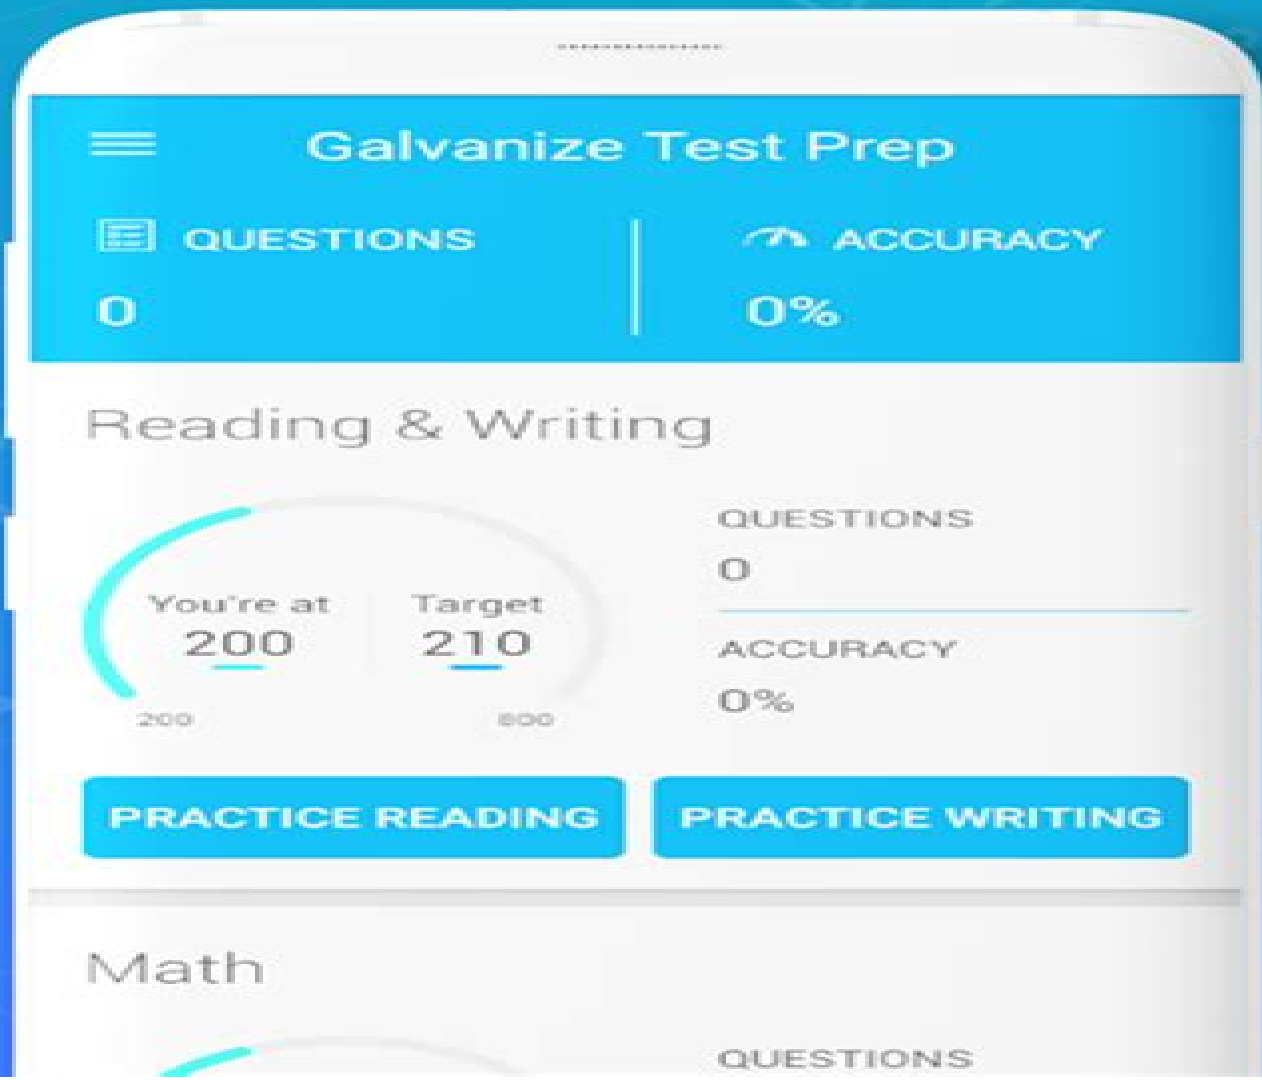 Galvanize Test Prep
QUESTIONS
ACCURACY
0
0%
Reading & Writing
QUESTIONS
0
You're at
Target
200
210
ACCURACY
0%
200
800
PRACTICE READING
PRACTICE WRITING
Math
QUESTIONS